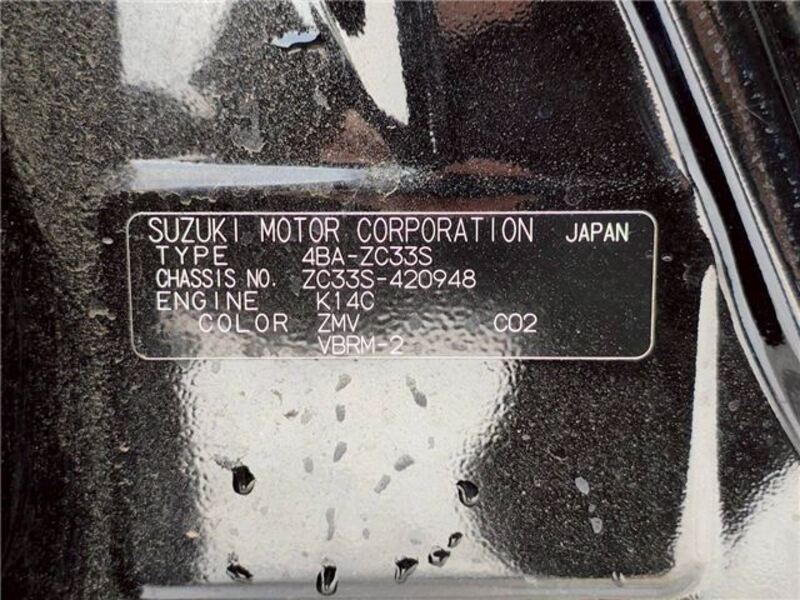 SUZUKI MOTOR CORPORATION JAPAN
TYPE 4BA-ZC33S
CHASSIS NO. ZC33S-420948
ENGINE K14C
COLOR ZMV C02
VBRM-2